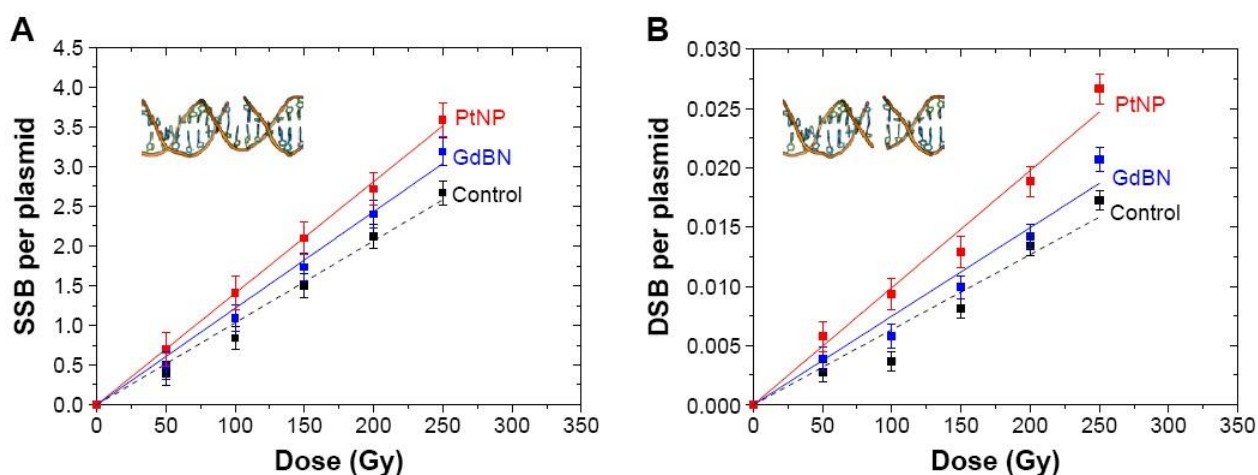 A
SSB per plasmid
4.5
4.0
3.5
3.0
2.5
2.0
1.5
1.0
0.5
0.0
PtNP
GdBN
Control
0 50 100 150 200 250 300 350
Dose (Gy)
B
DSB per plasmid
0.030
0.025
0.020
0.015
0.010
0.005
0.000
PtNP
GdBN
Control
0 50 100 150 200 250 300 350
Dose (Gy)